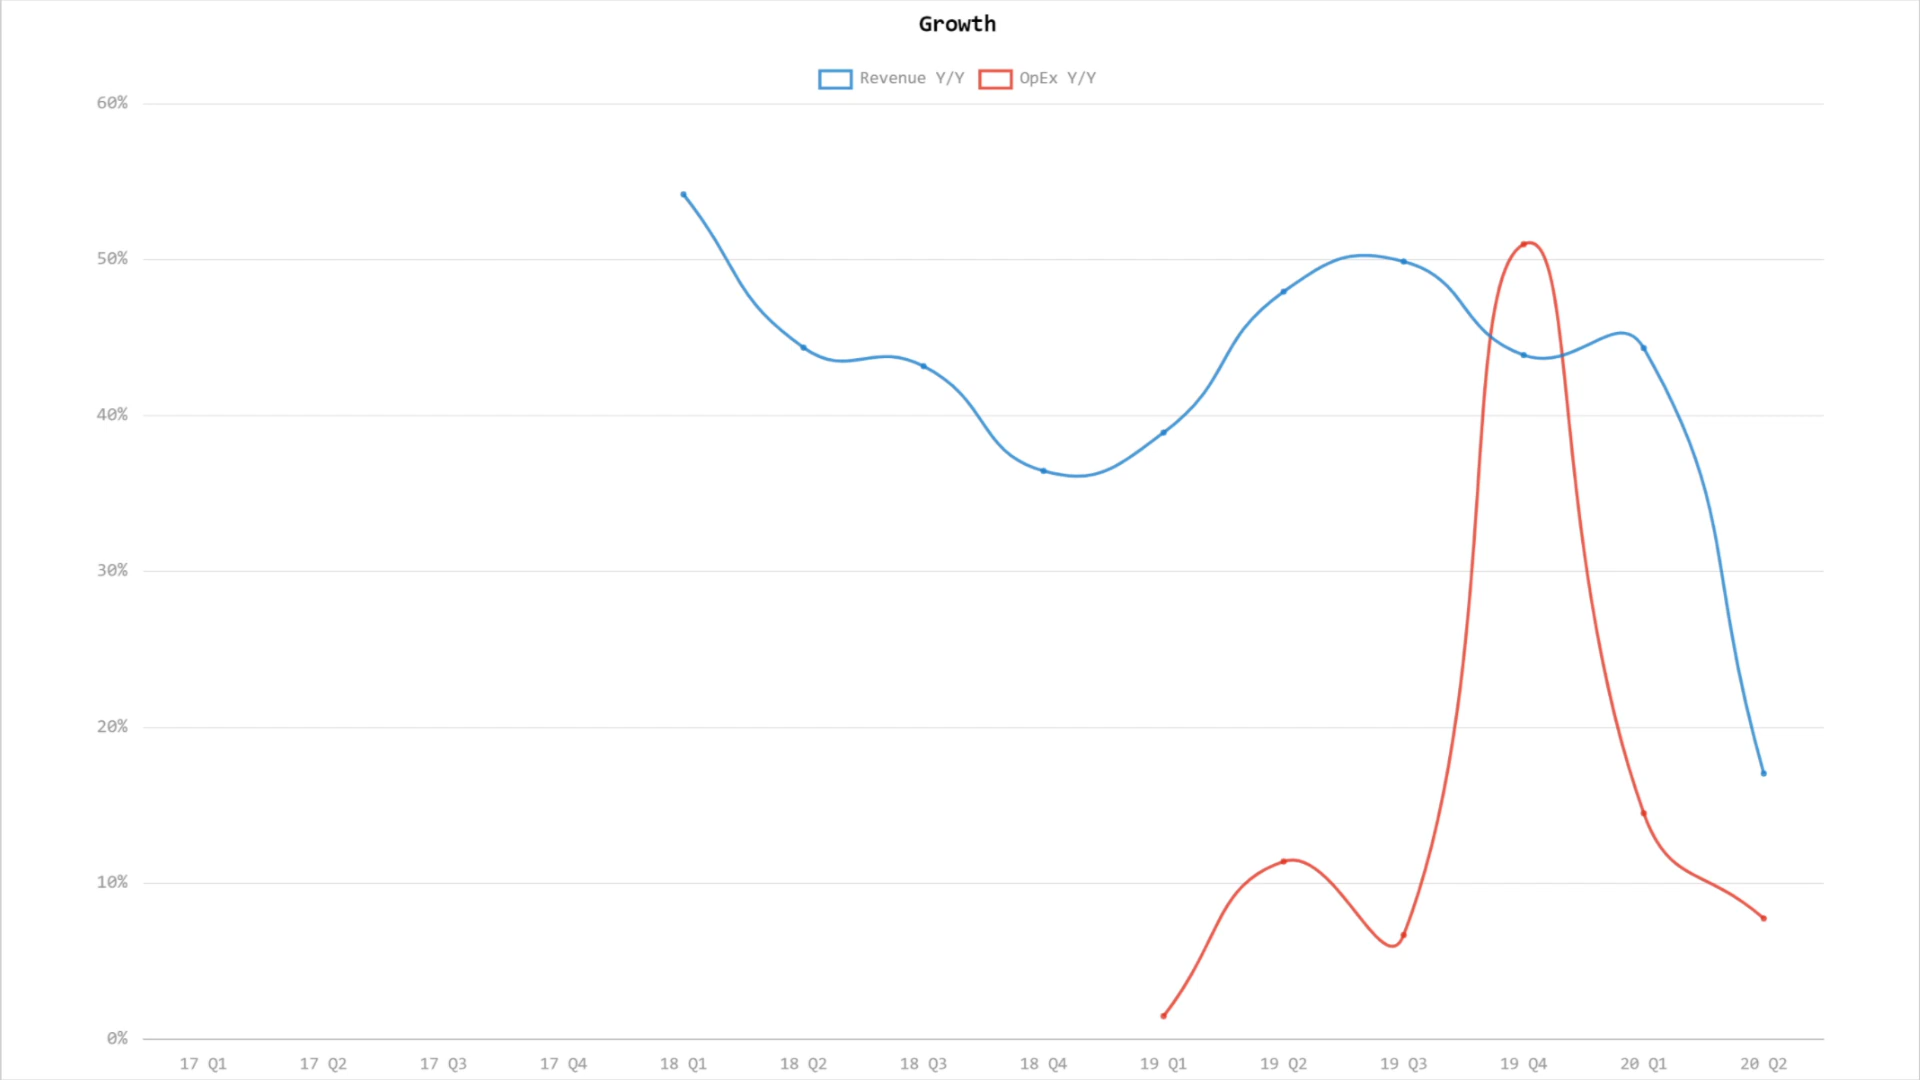 Growth
Revenue Y/Y OpEx Y/Y
60%
50%
40%
30%
20%
10%
0%
17 Q1 17 Q2 17 Q3 17 Q4 18 Q1 18 Q2 18 Q3 18 Q4 19 Q1 19 Q2 19 Q3 19 Q4 20 Q1 20 Q2